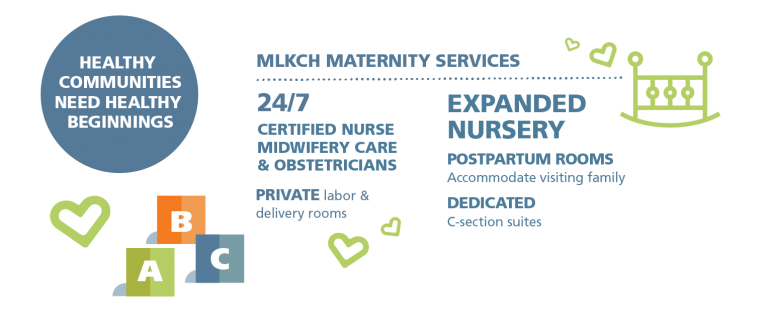 HEALTHY
COMMUNITIES
NEED HEALTHY
BEGINNINGS
MLKCH MATERNITY SERVICES
24/7
CERTIFIED NURSE
MIDWIFERY CARE
& OBSTETRICIANS
PRIVATE labor &
delivery rooms
EXPANDED
NURSERY
POSTPARTUM ROOMS
Accommodate visiting family
DEDICATED
C-section suites
B
A
C